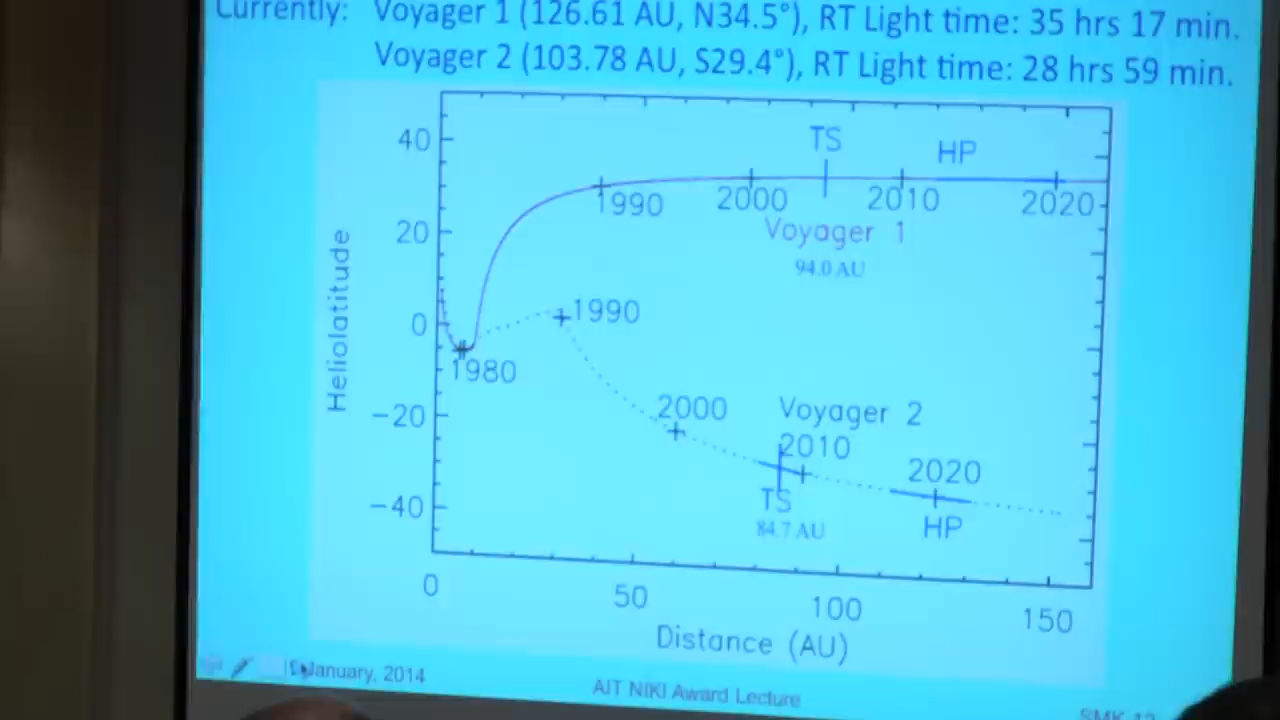 Currently: Voyager 1 (126.61 AU, N34.5°), RT Light time: 35 hrs 17 min.
Voyager 2 (103.78 AU, S29.4°), RT Light time: 28 hrs 59 min.
40
TS
HP
1990
2000
2010
2020
20
Voyager 1
94.0 AU
Heliolatitude
0
1990
1980
2000
Voyager 2
-20
2010
2020
TS
-40
84.7 AU
HP
0
50
100
150
Distance (AU)
January, 2014
AIT NIKI Award Lecture